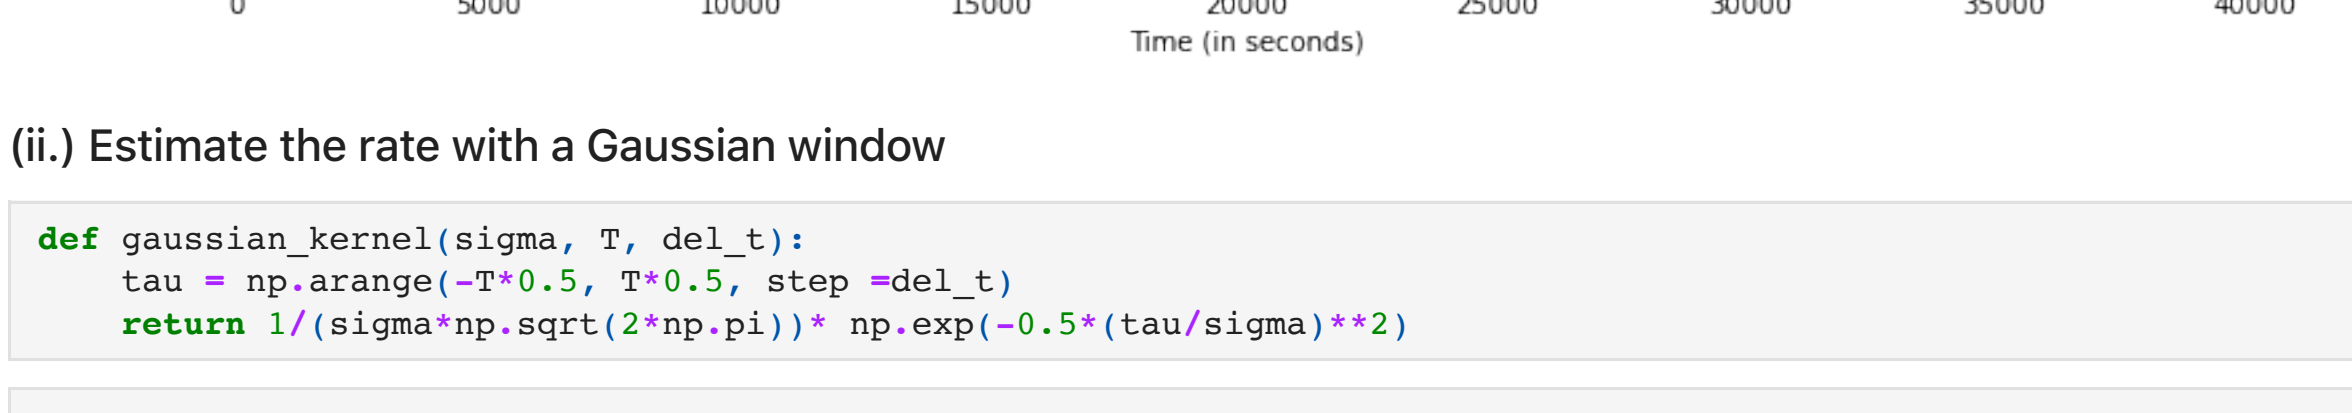 0 5000 10000 15000 20000 25000 30000 35000 40000
Time (in seconds)
(ii.) Estimate the rate with a Gaussian window
def gaussian_kernel(sigma, T, del_t):
    tau = np.arange(-T*0.5, T*0.5, step =del_t)
    return 1/(sigma*np.sqrt(2*np.pi))* np.exp(-0.5*(tau/sigma)**2)